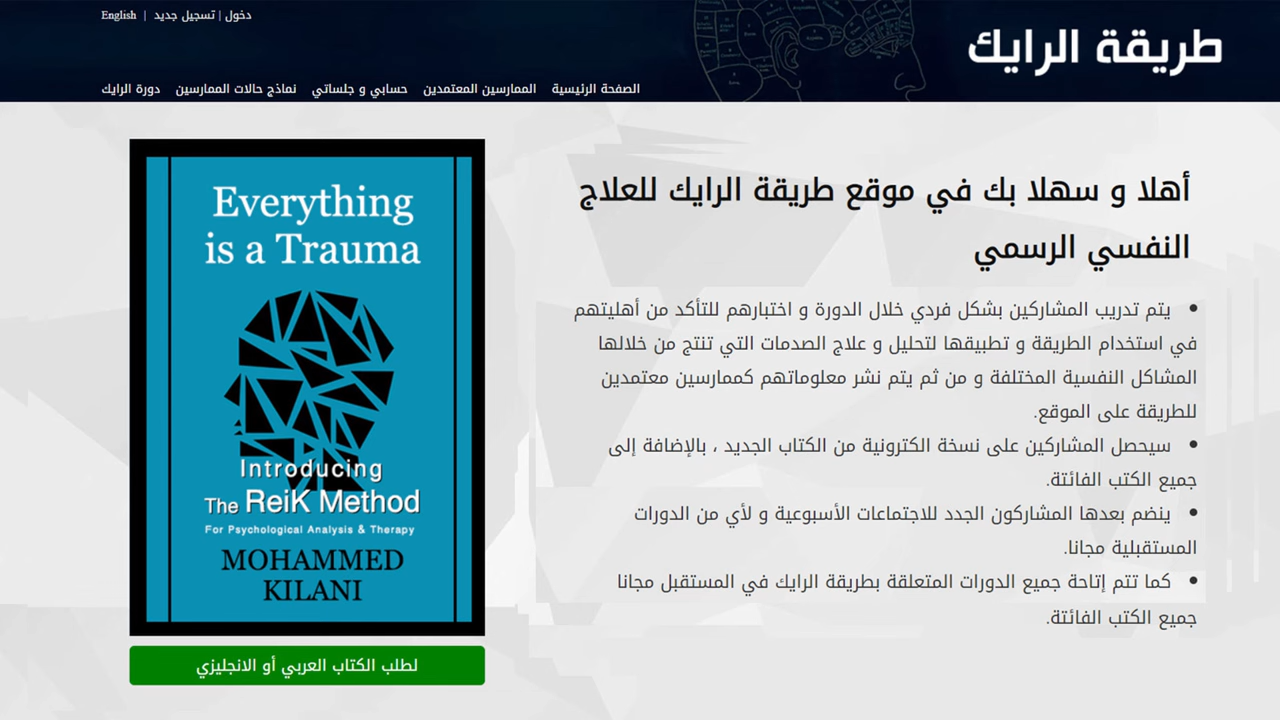 طريقة الرايك
دخول | تسجيل جديد | English
الصفحة الرئيسية الممارسين المعتمدين حسابي و جلساتي نماذج حالات الممارسين دورة الرايك
أهلا و سهلا بك في موقع طريقة الرايك للعلاج
النفسي الرسمي
• يتم تدريب المشاركين بشكل فردي خلال الدورة و اختبارهم للتأكد من أهليتهم
في استخدام الطريقة و تطبيقها لتحليل و علاج الصدمات التي تنتج من خلالها
المشاكل النفسية المختلفة و من ثم يتم نشر معلوماتهم كممارسين معتمدين
للطريقة على الموقع.
• سيحصل المشاركين على نسخة الكترونية من الكتاب الجديد ، بالإضافة إلى
جميع الكتب الفائتة.
• ينضم بعدها المشاركون الجدد للاجتماعات الأسبوعية و لأي من الدورات
المستقبلية مجانا.
• كما تتم إتاحة جميع الدورات المتعلقة بطريقة الرايك في المستقبل مجانا
جميع الكتب الفائتة.
Everything
is a Trauma
Introducing
The ReiK Method
For Psychological Analysis & Therapy
MOHAMMED
KILANI
لطلب الكتاب العربي أو الانجليزي